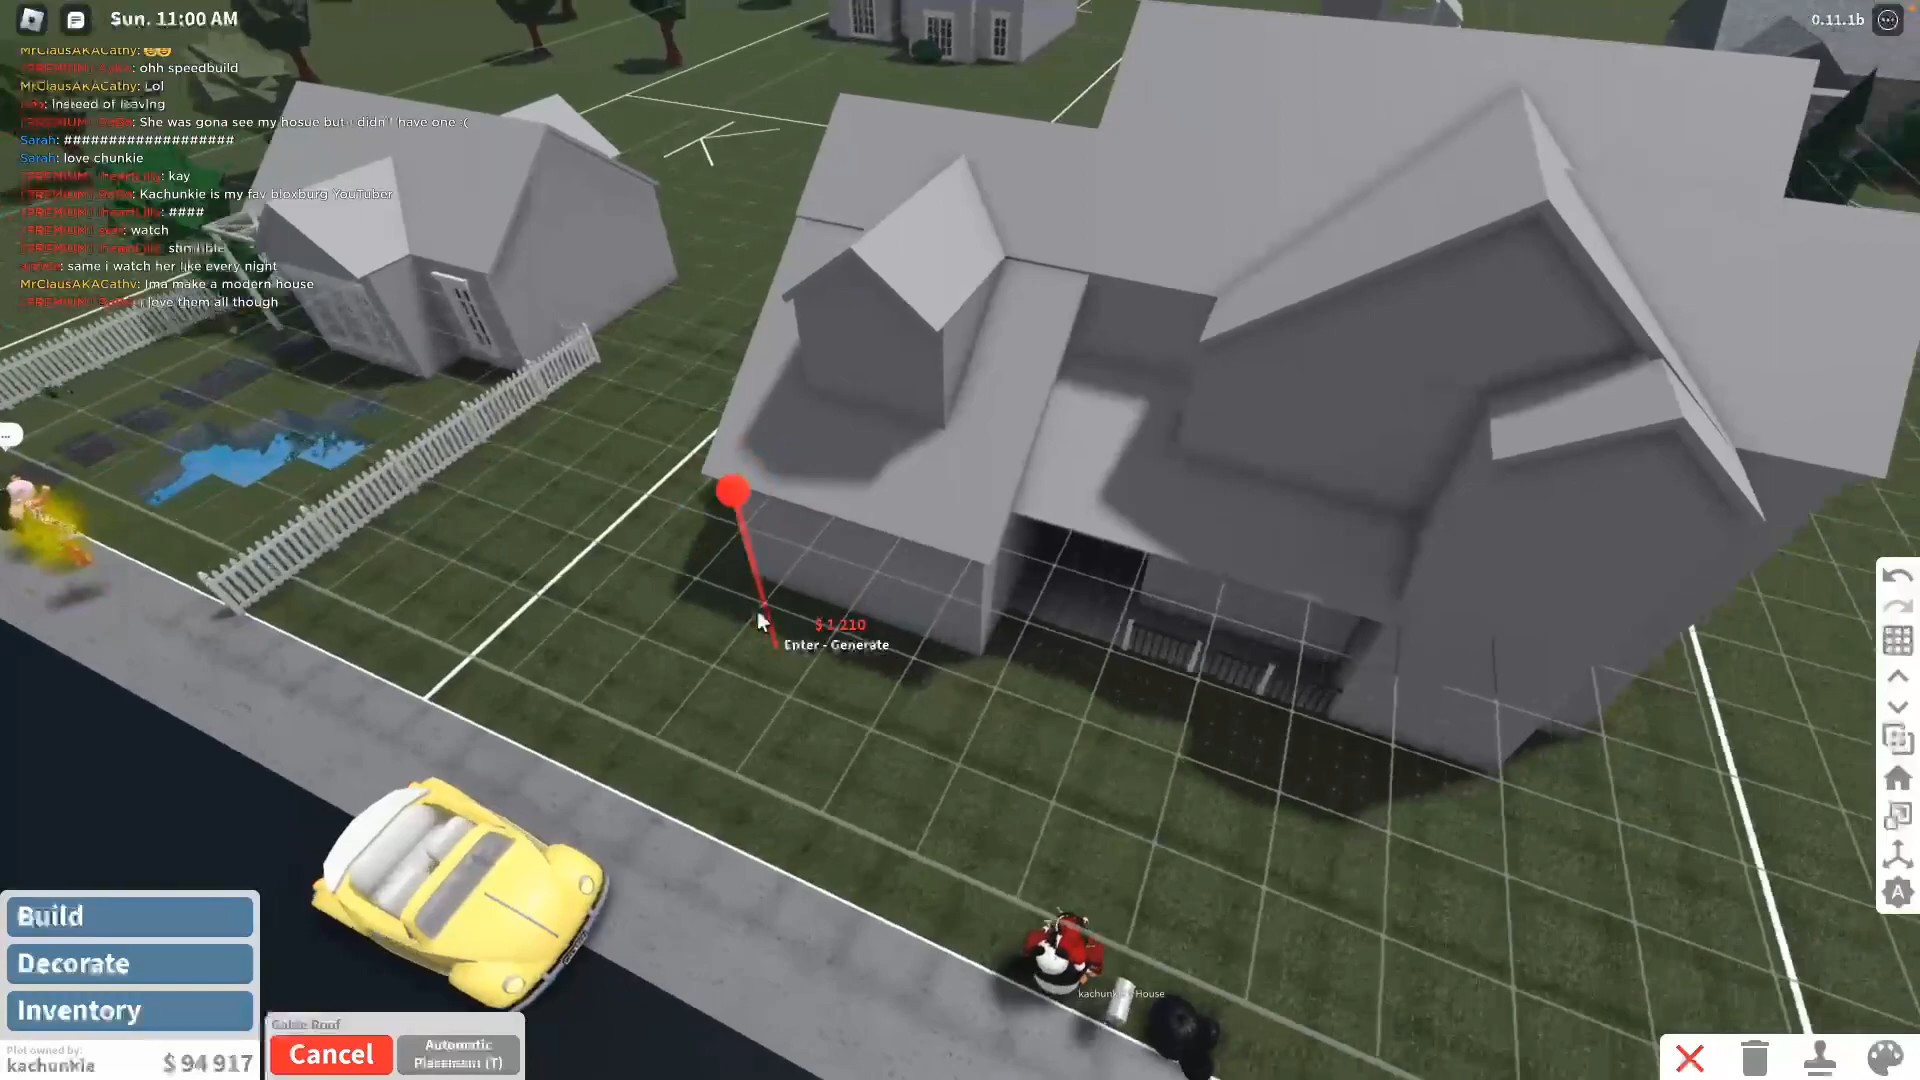 Sun. 11:00 AM
0.11.1b
MrClausAKACathy:
ohh speedbuild
MrClausAKACathy: Lol
: Insteed of leaving
She was gona see my hosue but i didn't have one :(
Sarah: ###################
Sarah: love chunkie
: kay
Kachunkie is my fav bloxburg YouTuber
: ####
: watch
: same i watch her like every night
MrClausAKACathy: Ima make a modern house
love them all though
...
$ 1 210
Enter - Generate
Build
Decorate
Inventory
Plot owned by:
kachunkie
$ 94 917
Gable Roof
Cancel
Automatic
Placement (T)
House
A